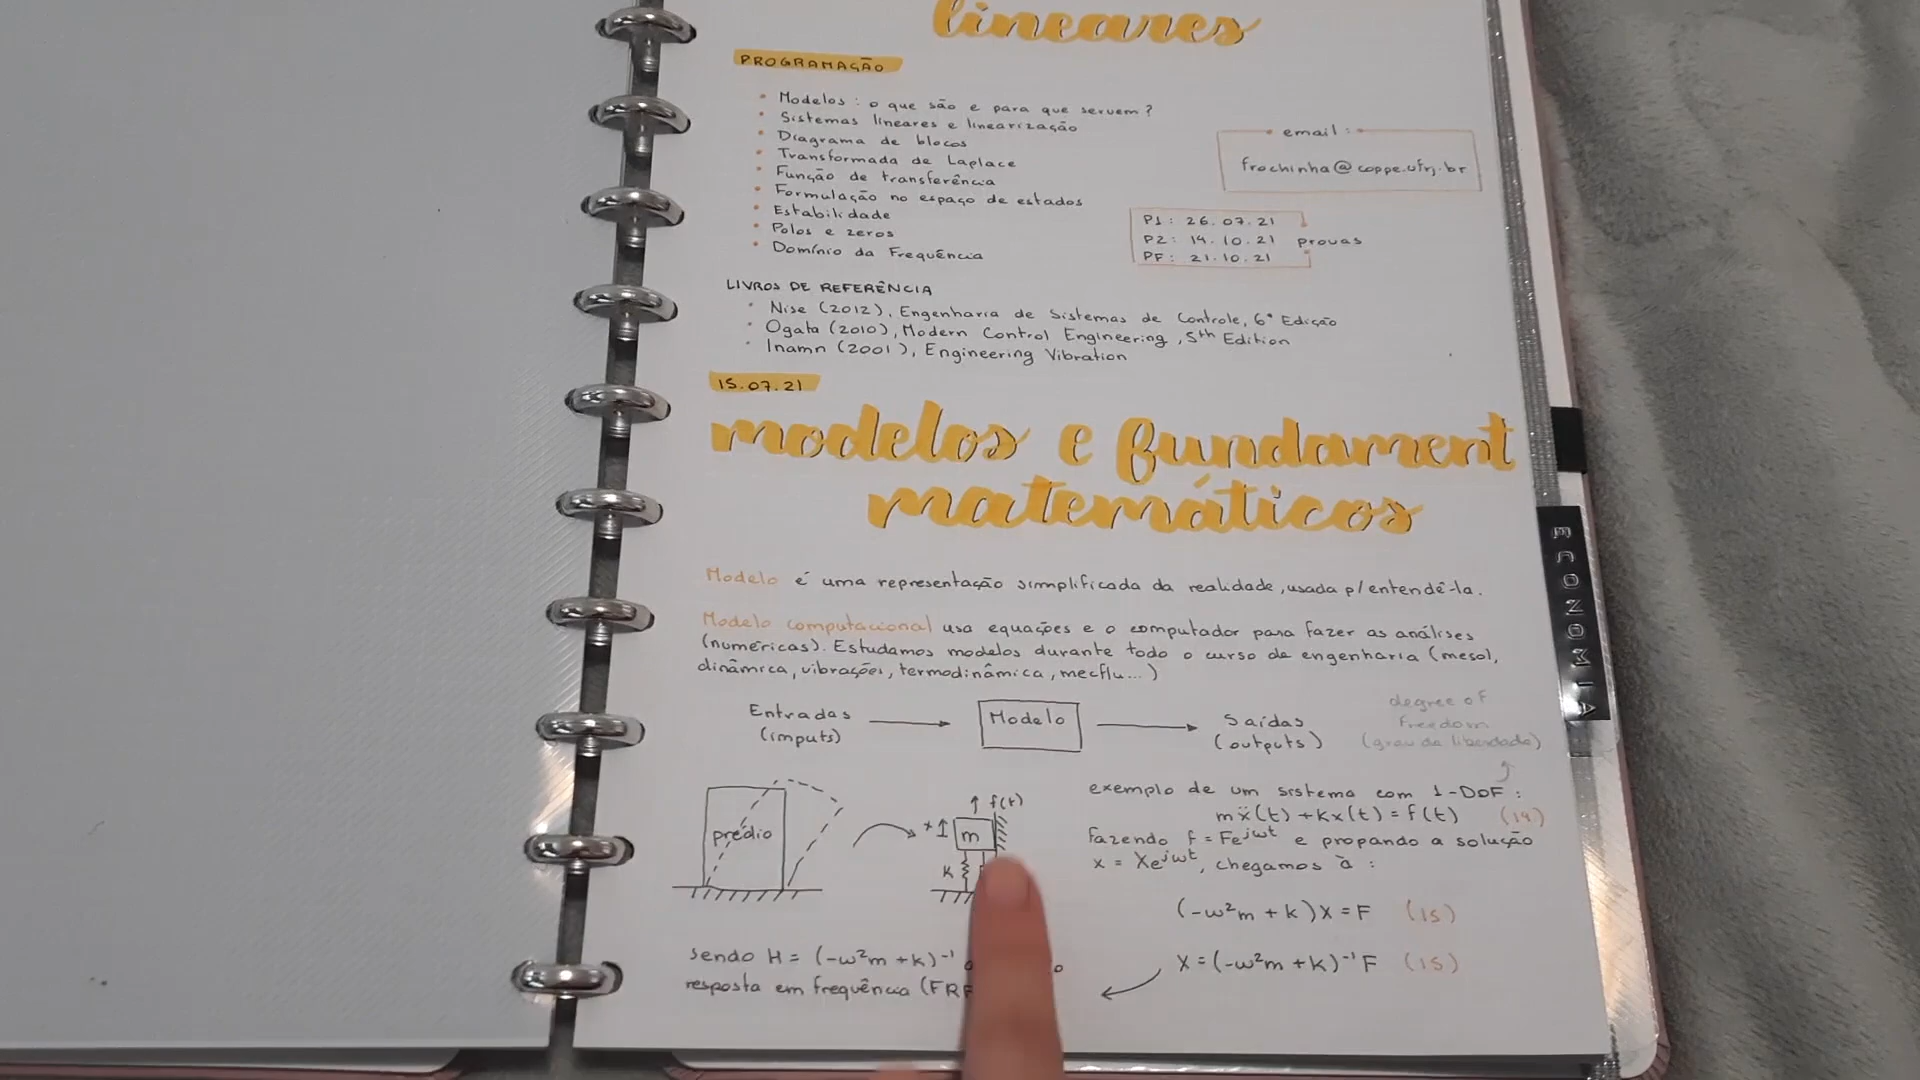 lineares
PROGRAMAÇÃO
• Modelos: o que são e para que servem?
• Sistemas lineares e linearização
• Diagrama de blocos
• Transformada de Laplace
• Função de transferência
• Formulação no espaço de estados
• Estabilidade
• Polos e zeros
• Domínio da Frequência
email:
frochinha@coppe.ufrj.br
P1: 26.07.21
P2: 14.10.21 provas
PF: 21.10.21
LIVROS DE REFERÊNCIA
• Nise (2012), Engenharia de Sistemas de Controle, 6ª Edição
• Ogata (2010), Modern Control Engineering, 5th Edition
• Inamn (2001), Engineering Vibration
15.07.21
modelos e fundament
matemáticos
Modelo é uma representação simplificada da realidade, usada p/ entendê-la.
Modelo computacional usa equações e o computador para fazer as análises
(numéricas). Estudamos modelos durante todo o curso de engenharia (mesol,
dinâmica, vibrações, termodinâmica, mecflu...)
Entradas
(imputs)
Modelo
Saídas
(outputs)
degree of
freedom
(grau de liberdade)
prédio
f(t)
x
m
K
exemplo de um sistema com 1-DOF:
mẍ(t) + kx(t) = f(t) (19)
fazendo f = Fe^jωt e propando a solução
x = Xe^jωt, chegamos à:
(-ω²m + k)X = F (15)
X = (-ω²m + k)⁻¹F (15)
sendo H = (-ω²m + k)⁻¹
resposta em frequência (FRF
ECONOMIA